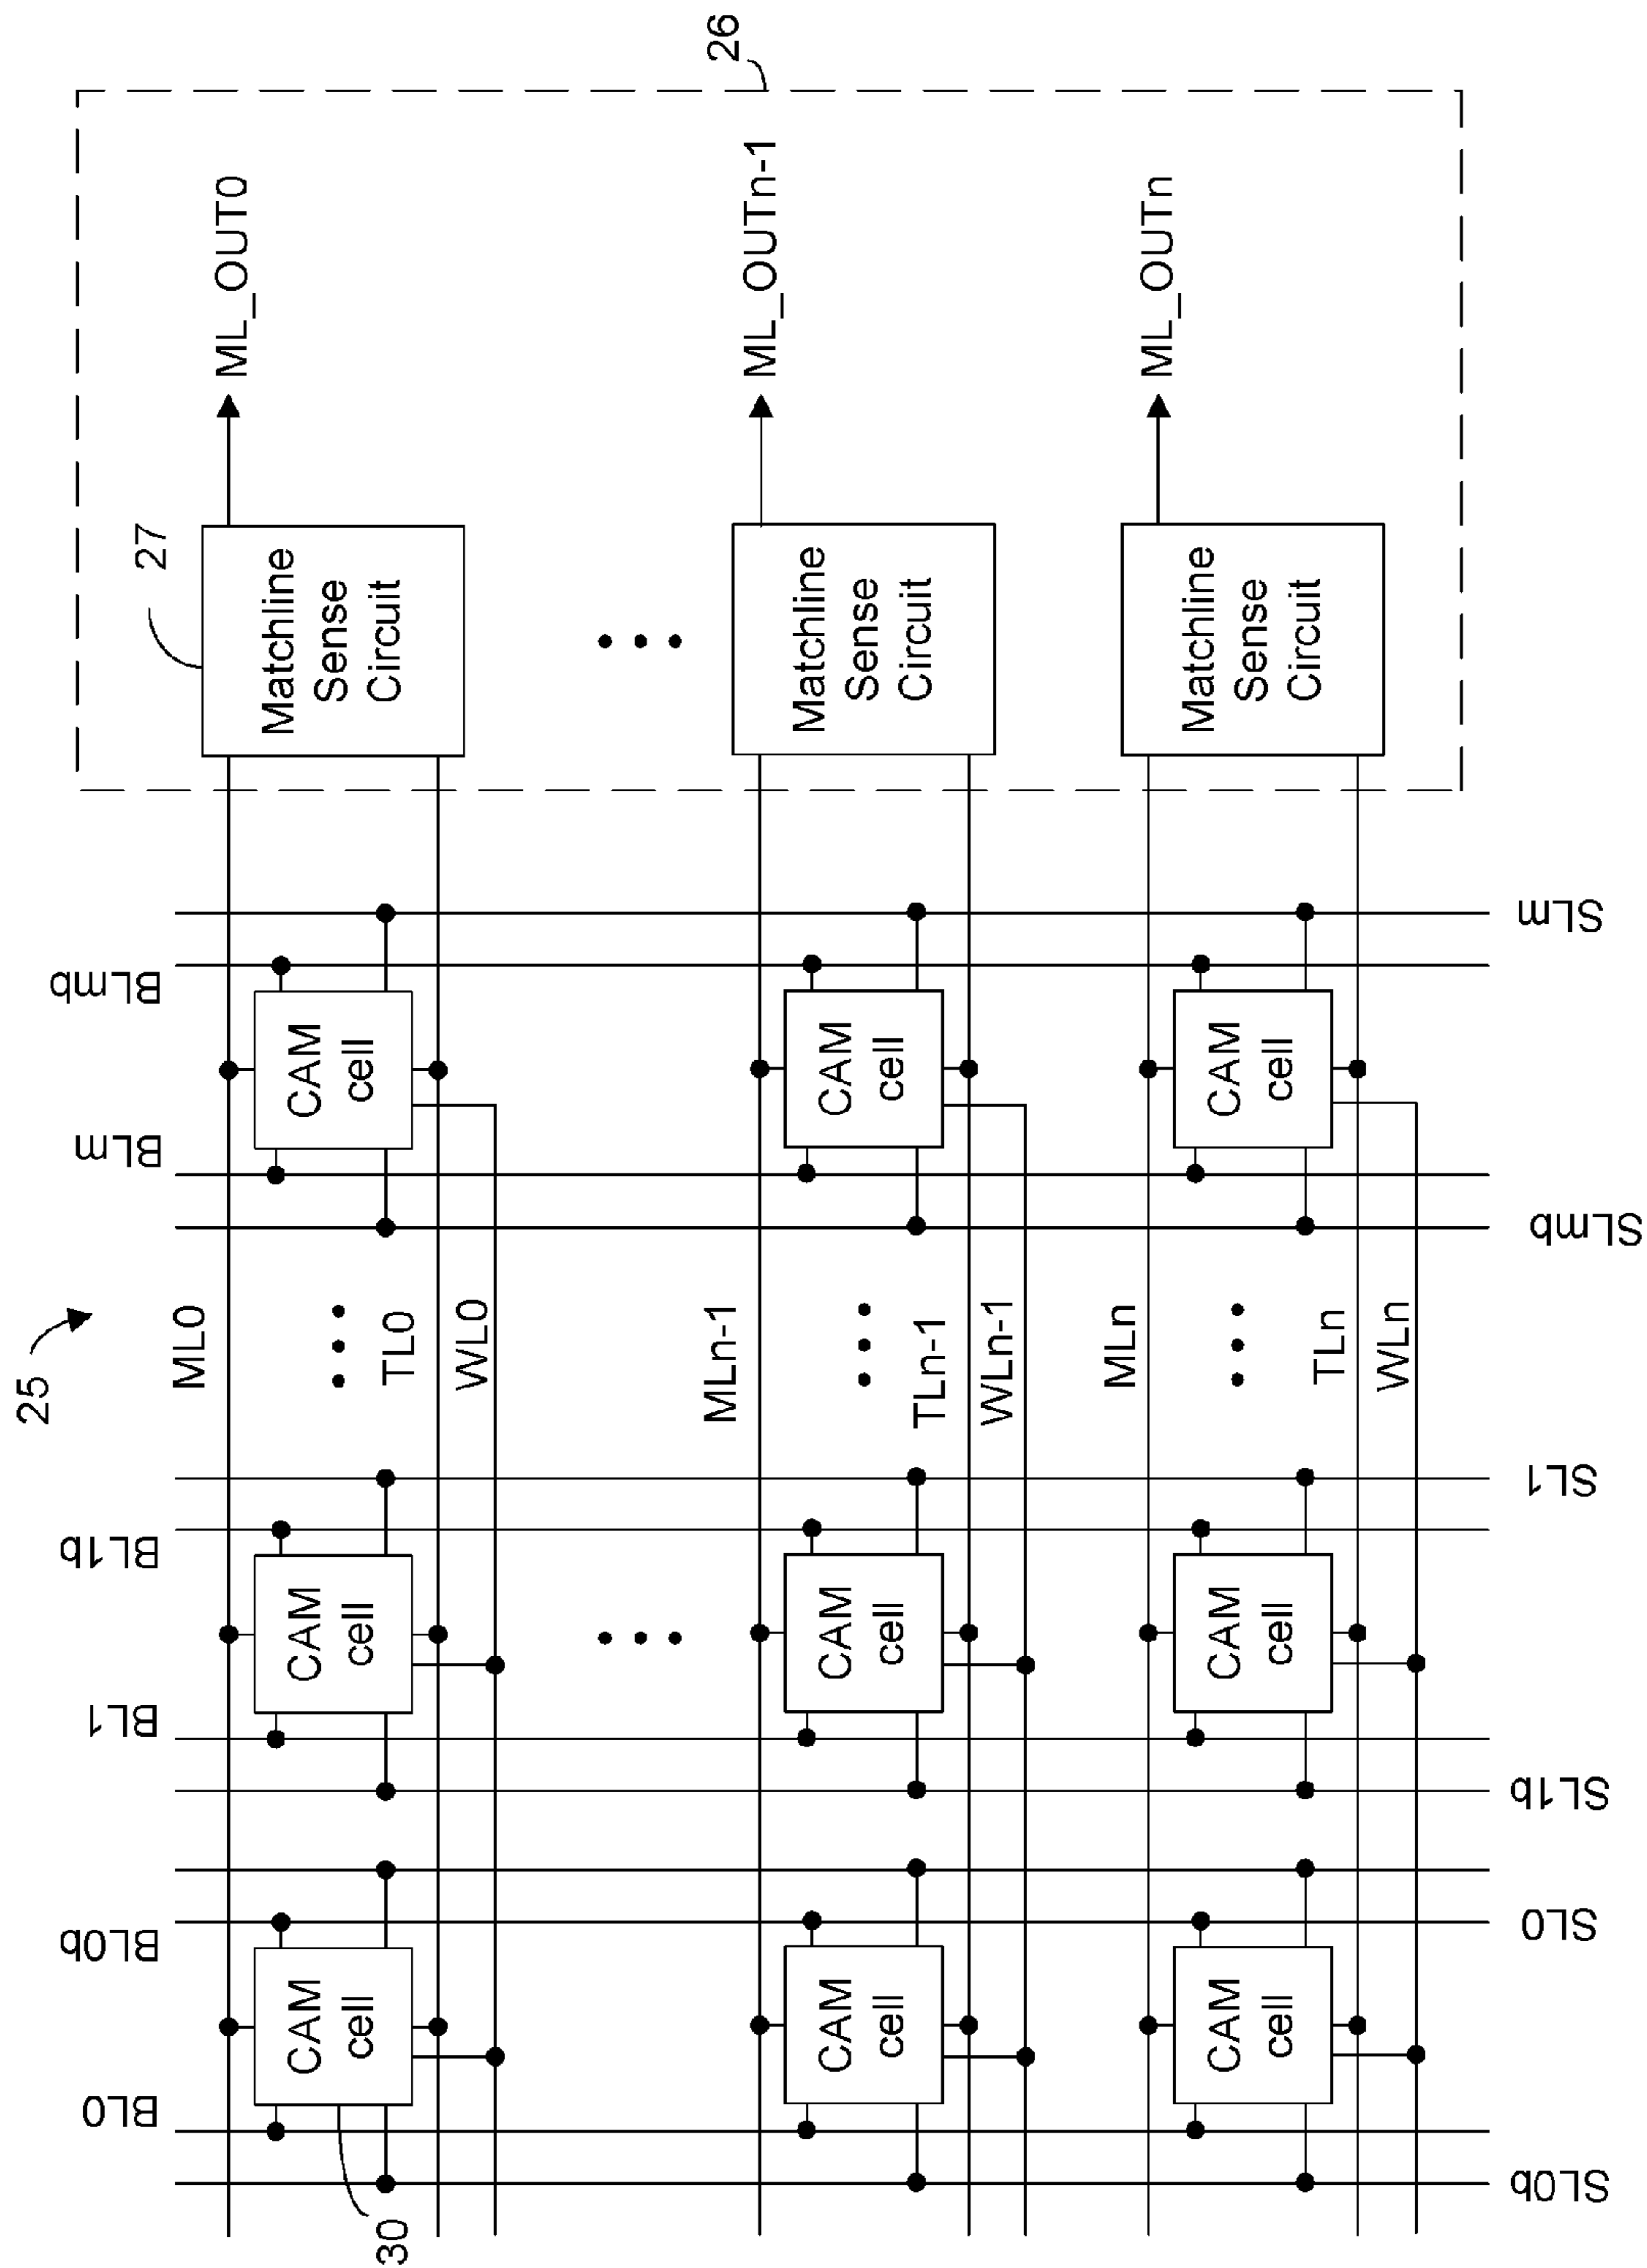 25
26
27
30
BL0
BL0b
BL1
BL1b
BLm
BLmb
ML0
CAM
cell
CAM
cell
CAM
cell
Matchline
Sense
Circuit
ML_OUT0
TL0
WL0
MLn-1
CAM
cell
CAM
cell
CAM
cell
Matchline
Sense
Circuit
ML_OUTn-1
TLn-1
WLn-1
MLn
CAM
cell
CAM
cell
CAM
cell
Matchline
Sense
Circuit
ML_OUTn
TLn
WLn
SL0b
SL0
SL1b
SL1
SLmb
SLm